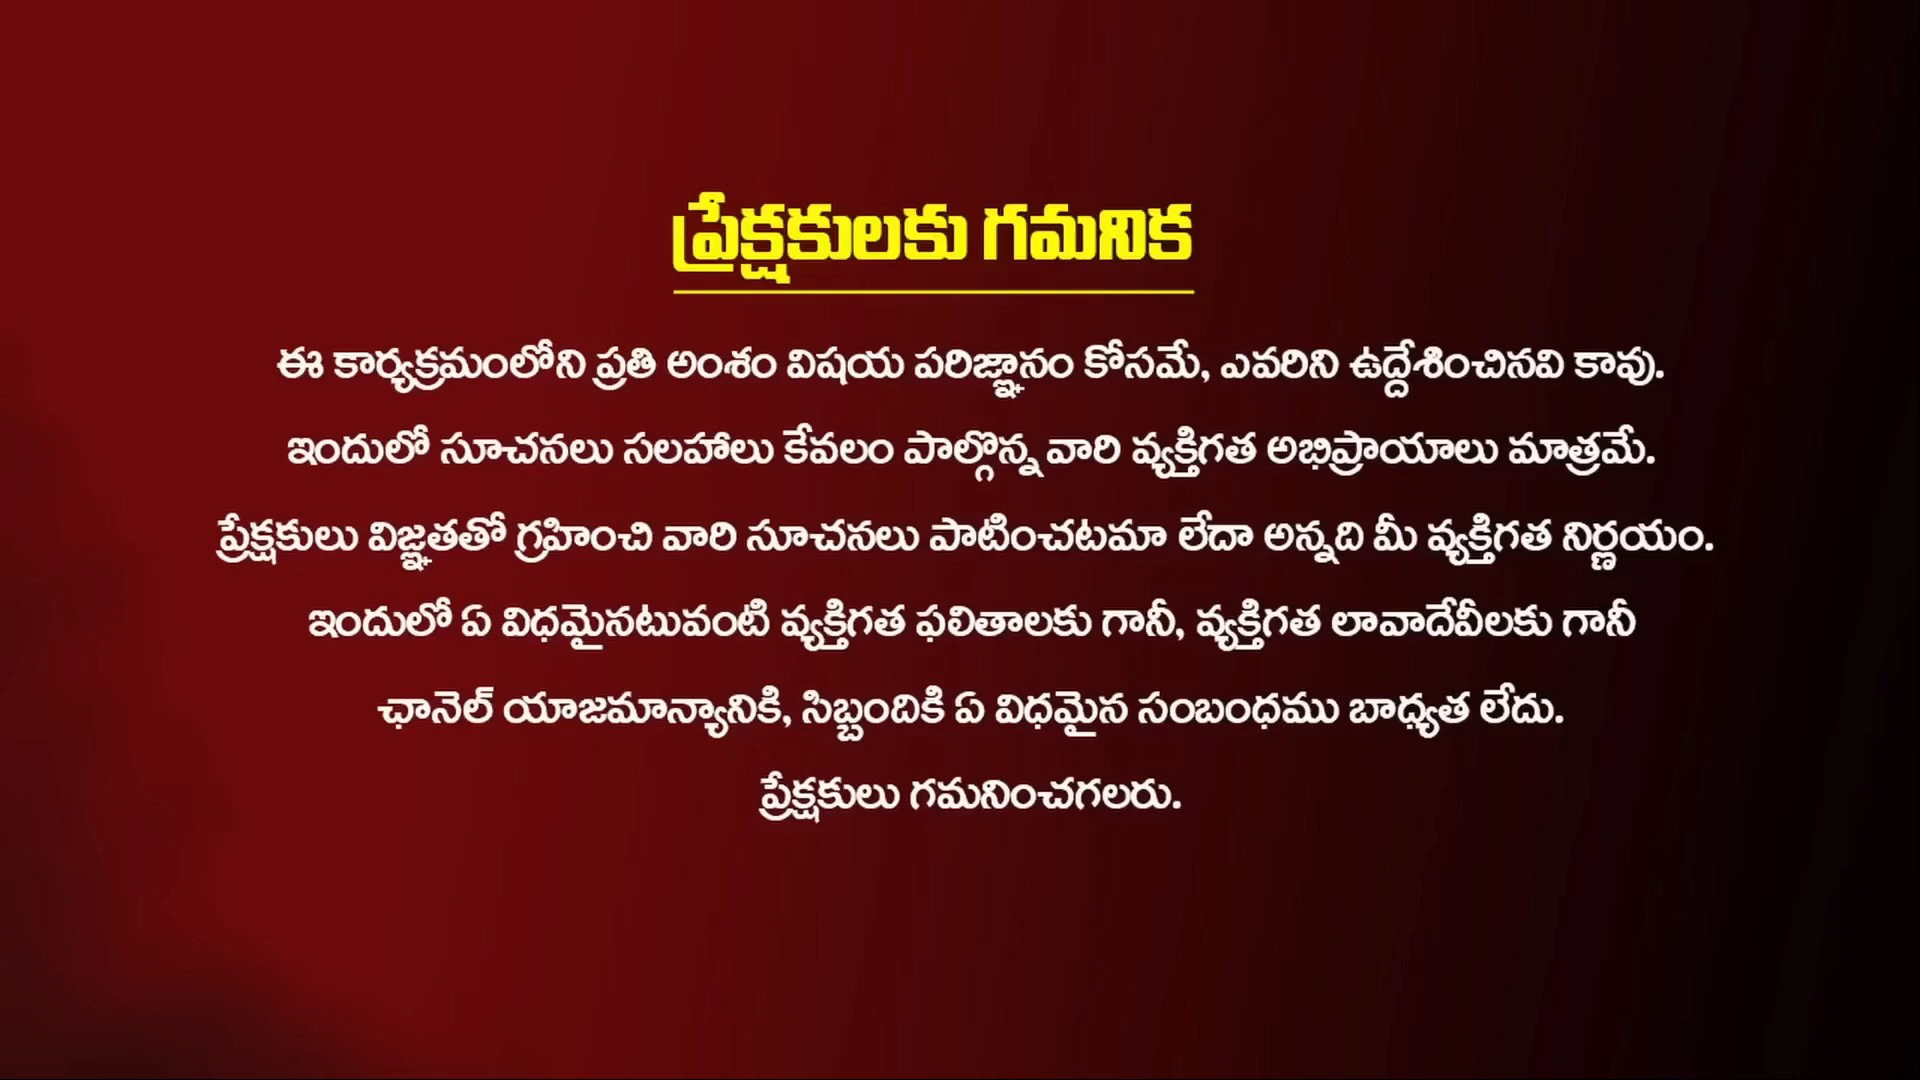 ప్రేక్షకులకు గమనిక
ఈ కార్యక్రమంలోని ప్రతి అంశం విషయ పరిజ్ఞానం కోసమే, ఎవరిని ఉద్దేశించినవి కావు.
ఇందులో సూచనలు సలహాలు కేవలం పాల్గొన్న వారి వ్యక్తిగత అభిప్రాయాలు మాత్రమే.
ప్రేక్షకులు విజ్ఞతతో గ్రహించి వారి సూచనలు పాటించటమా లేదా అన్నది మీ వ్యక్తిగత నిర్ణయం.
ఇందులో ఏ విధమైనటువంటి వ్యక్తిగత ఫలితాలకు గానీ, వ్యక్తిగత లావాదేవీలకు గానీ
ఛానెల్ యాజమాన్యానికి, సిబ్బందికి ఏ విధమైన సంబంధము బాధ్యత లేదు.
ప్రేక్షకులు గమనించగలరు.